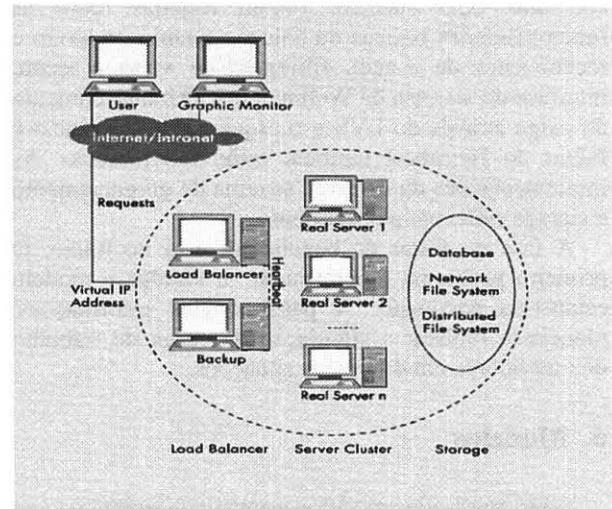 User
Graphic Monitor
Internet/Intranet
Requests
Virtual IP
Address
Load Balancer
Backup
Heartbeat
Real Server 1
Real Server 2
Real Server n
Database
Network
File System
Distributed
File System
Load Balancer
Server Cluster
Storage